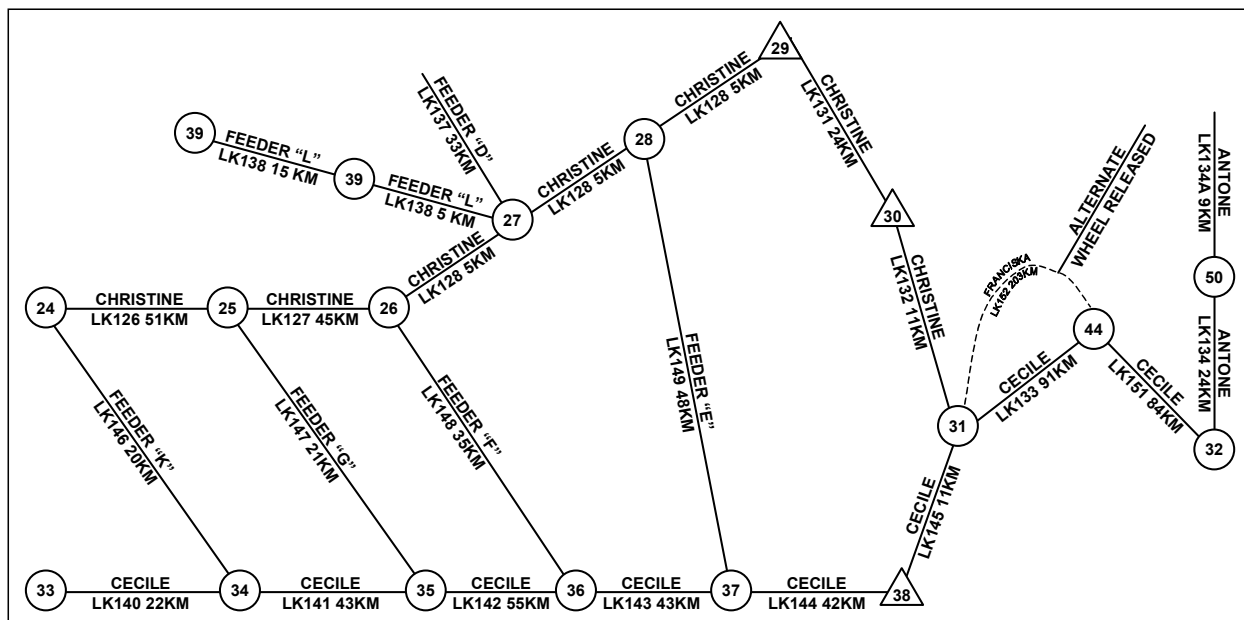 29
CHRISTINE
LK128 5KM
CHRISTINE
LK131 24KM
FEEDER “D”
LK137 33KM
39
FEEDER “L”
LK138 15 KM
39
FEEDER “L”
LK138 5 KM
27
CHRISTINE
LK128 5KM
28
30
ALTERNATE
WHEEL RELEASED
ANTONE
LK134A 9KM
50
ANTONE
LK134 24KM
32
CHRISTINE
LK128 5KM
24
CHRISTINE
LK126 51KM
25
CHRISTINE
LK127 45KM
26
CHRISTINE
LK132 11KM
FRANCISKA
LK152 203KM
44
CECILE
LK133 91KM
CECILE
LK151 84KM
31
FEEDER “K”
LK146 20KM
FEEDER “G”
LK147 21KM
FEEDER “F”
LK148 35KM
FEEDER “E”
LK149 48KM
CECILE
LK145 11KM
33
CECILE
LK140 22KM
34
CECILE
LK141 43KM
35
CECILE
LK142 55KM
36
CECILE
LK143 43KM
37
CECILE
LK144 42KM
38